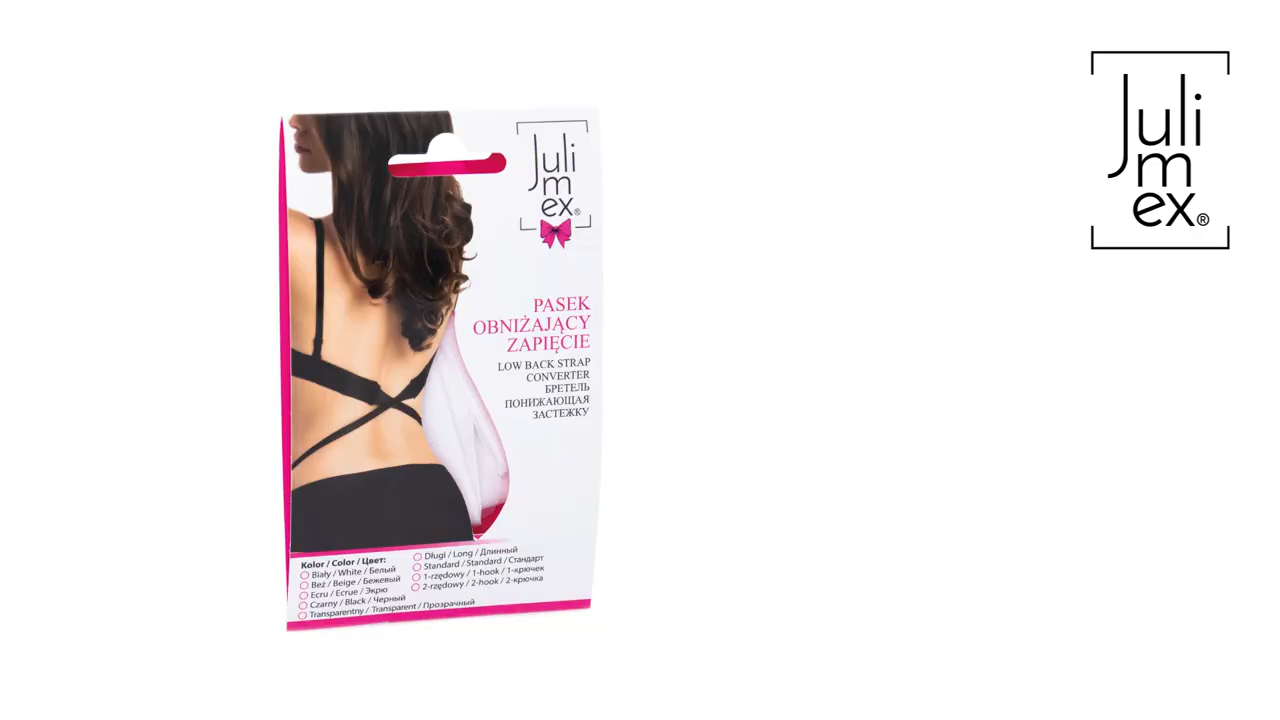 Juli
m
ex®
PASEK
OBNIŻAJĄCY
ZAPIĘCIE
LOW BACK STRAP
CONVERTER
БРЕТЕЛЬ
ПОНИЖАЮЩАЯ
ЗАСТЕЖКУ
Kolor / Color / Цвет:
Biały / White / Белый
Beż / Beige / Бежевый
Ecru / Ecrue / Экрю
Czarny / Black / Черный
Transparentny / Transparent / Прозрачный
Długi / Long / Длинный
Standard / Standard / Стандарт
1-rzędowy / 1-hook / 1-крючек
2-rzędowy / 2-hook / 2-крючка
Juli
m
ex®